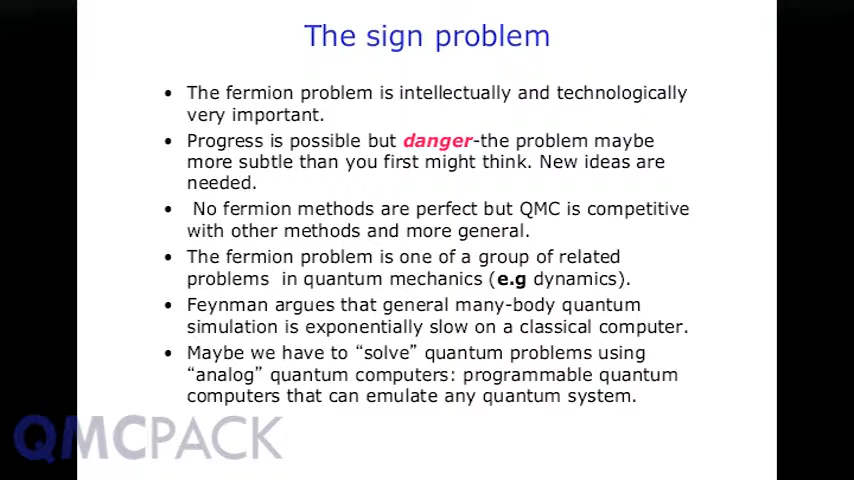 The sign problem
• The fermion problem is intellectually and technologically
very important.
• Progress is possible but danger-the problem maybe
more subtle than you first might think. New ideas are
needed.
• No fermion methods are perfect but QMC is competitive
with other methods and more general.
• The fermion problem is one of a group of related
problems in quantum mechanics (e.g dynamics).
• Feynman argues that general many-body quantum
simulation is exponentially slow on a classical computer.
• Maybe we have to “solve” quantum problems using
“analog” quantum computers: programmable quantum
computers that can emulate any quantum system.
QMCPACK